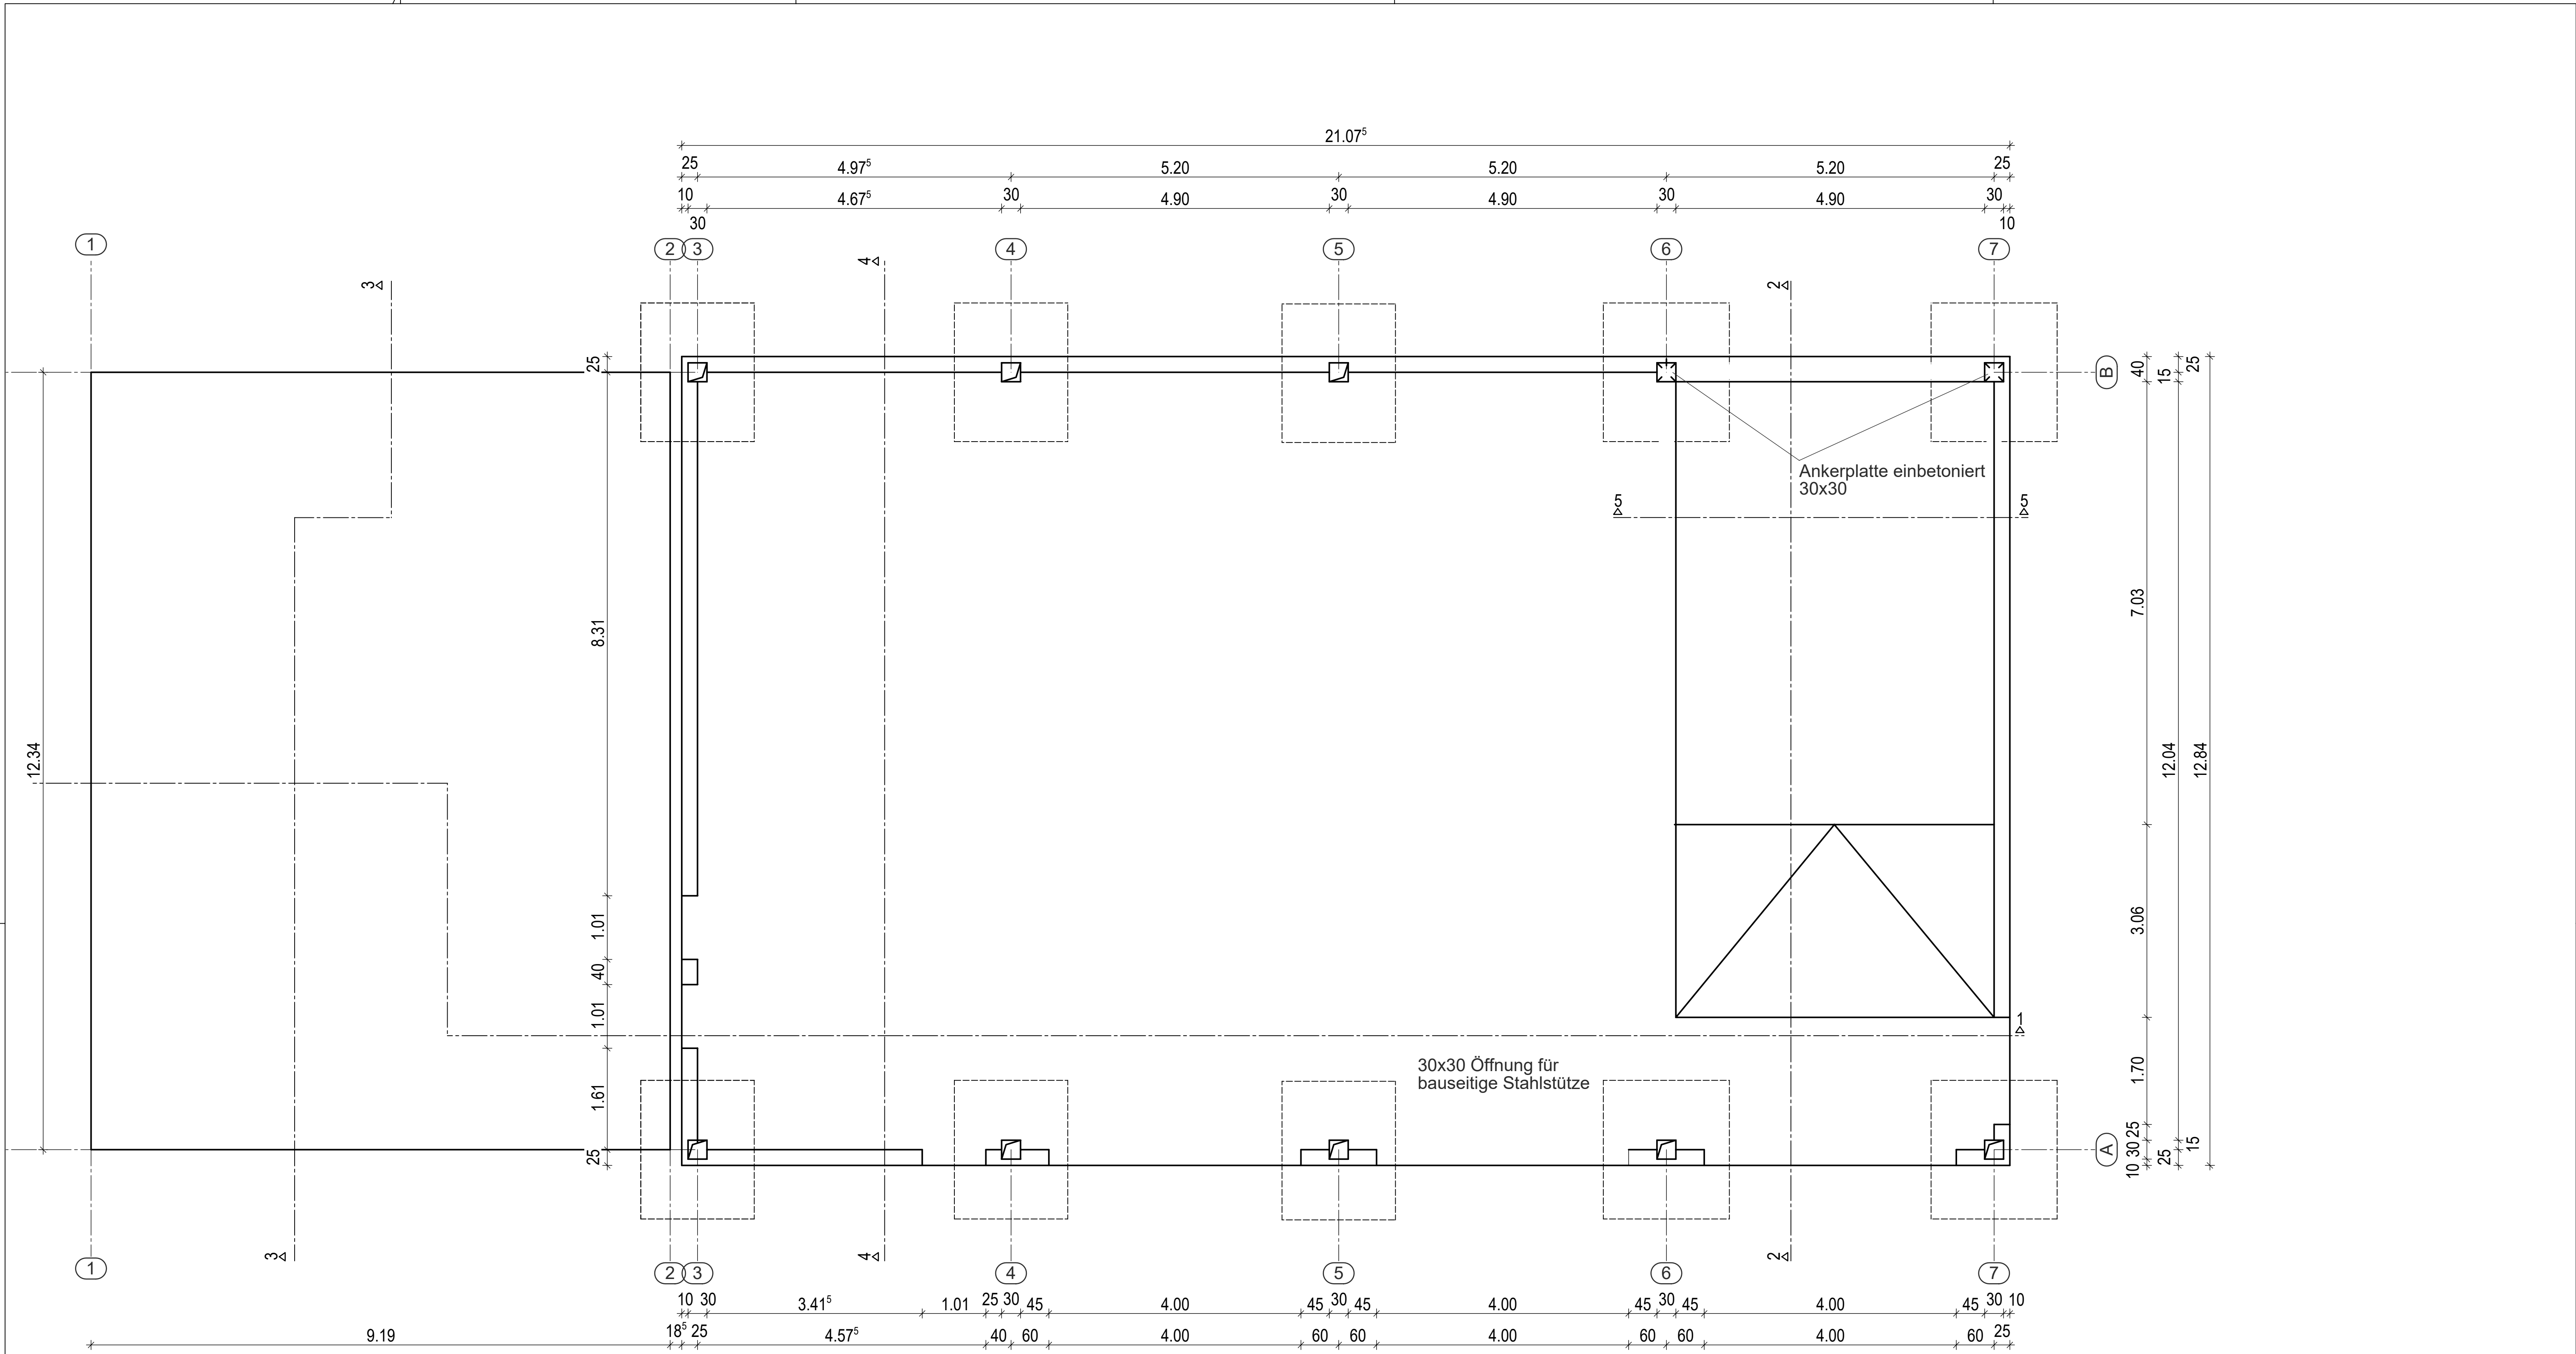 21.07⁵
25 4.97⁵ 5.20 5.20 5.20 25
10 4.67⁵ 30 4.90 30 4.90 30 4.90 30
30 10
1 2 3 4 5 6 7
4
3 2
25 B 40 15 25
Ankerplatte einbetoniert
30x30
5 5
7.03
8.31
12.34 12.04 12.84
1.01 3.06
40
1.01 1
30x30 Öffnung für
bauseitige Stahlstütze
1.70
1.61
25
25 A 30 15
25
10
3 4 2
1 2 3 4 5 6 7
10 30 3.41⁵ 1.01 25 30 45 4.00 45 30 45 4.00 45 30 45 4.00 45 30 10
9.19 18⁵ 25 4.57⁵ 40 60 4.00 60 60 4.00 60 60 4.00 60 25